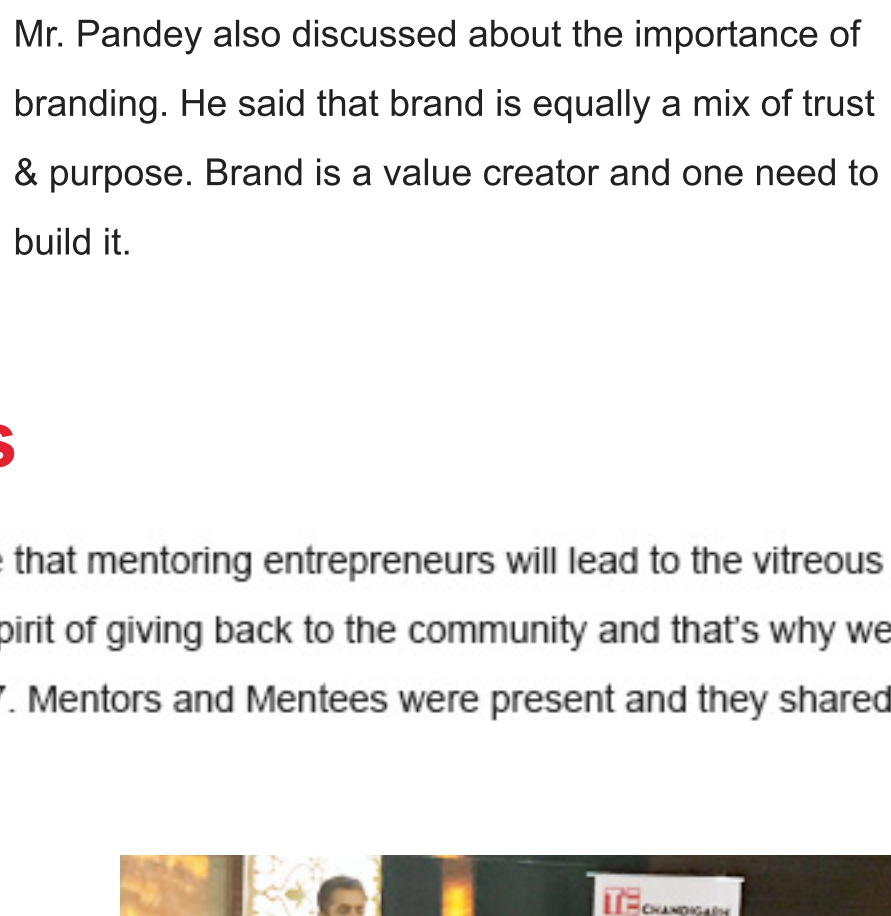 Mr. Pandey also discussed about the importance of
branding. He said that brand is equally a mix of trust
& purpose. Brand is a value creator and one need to
build it.
s
that mentoring entrepreneurs will lead to the vitreous
pirit of giving back to the community and that's why we
. Mentors and Mentees were present and they shared
TiE CHANDIGARH